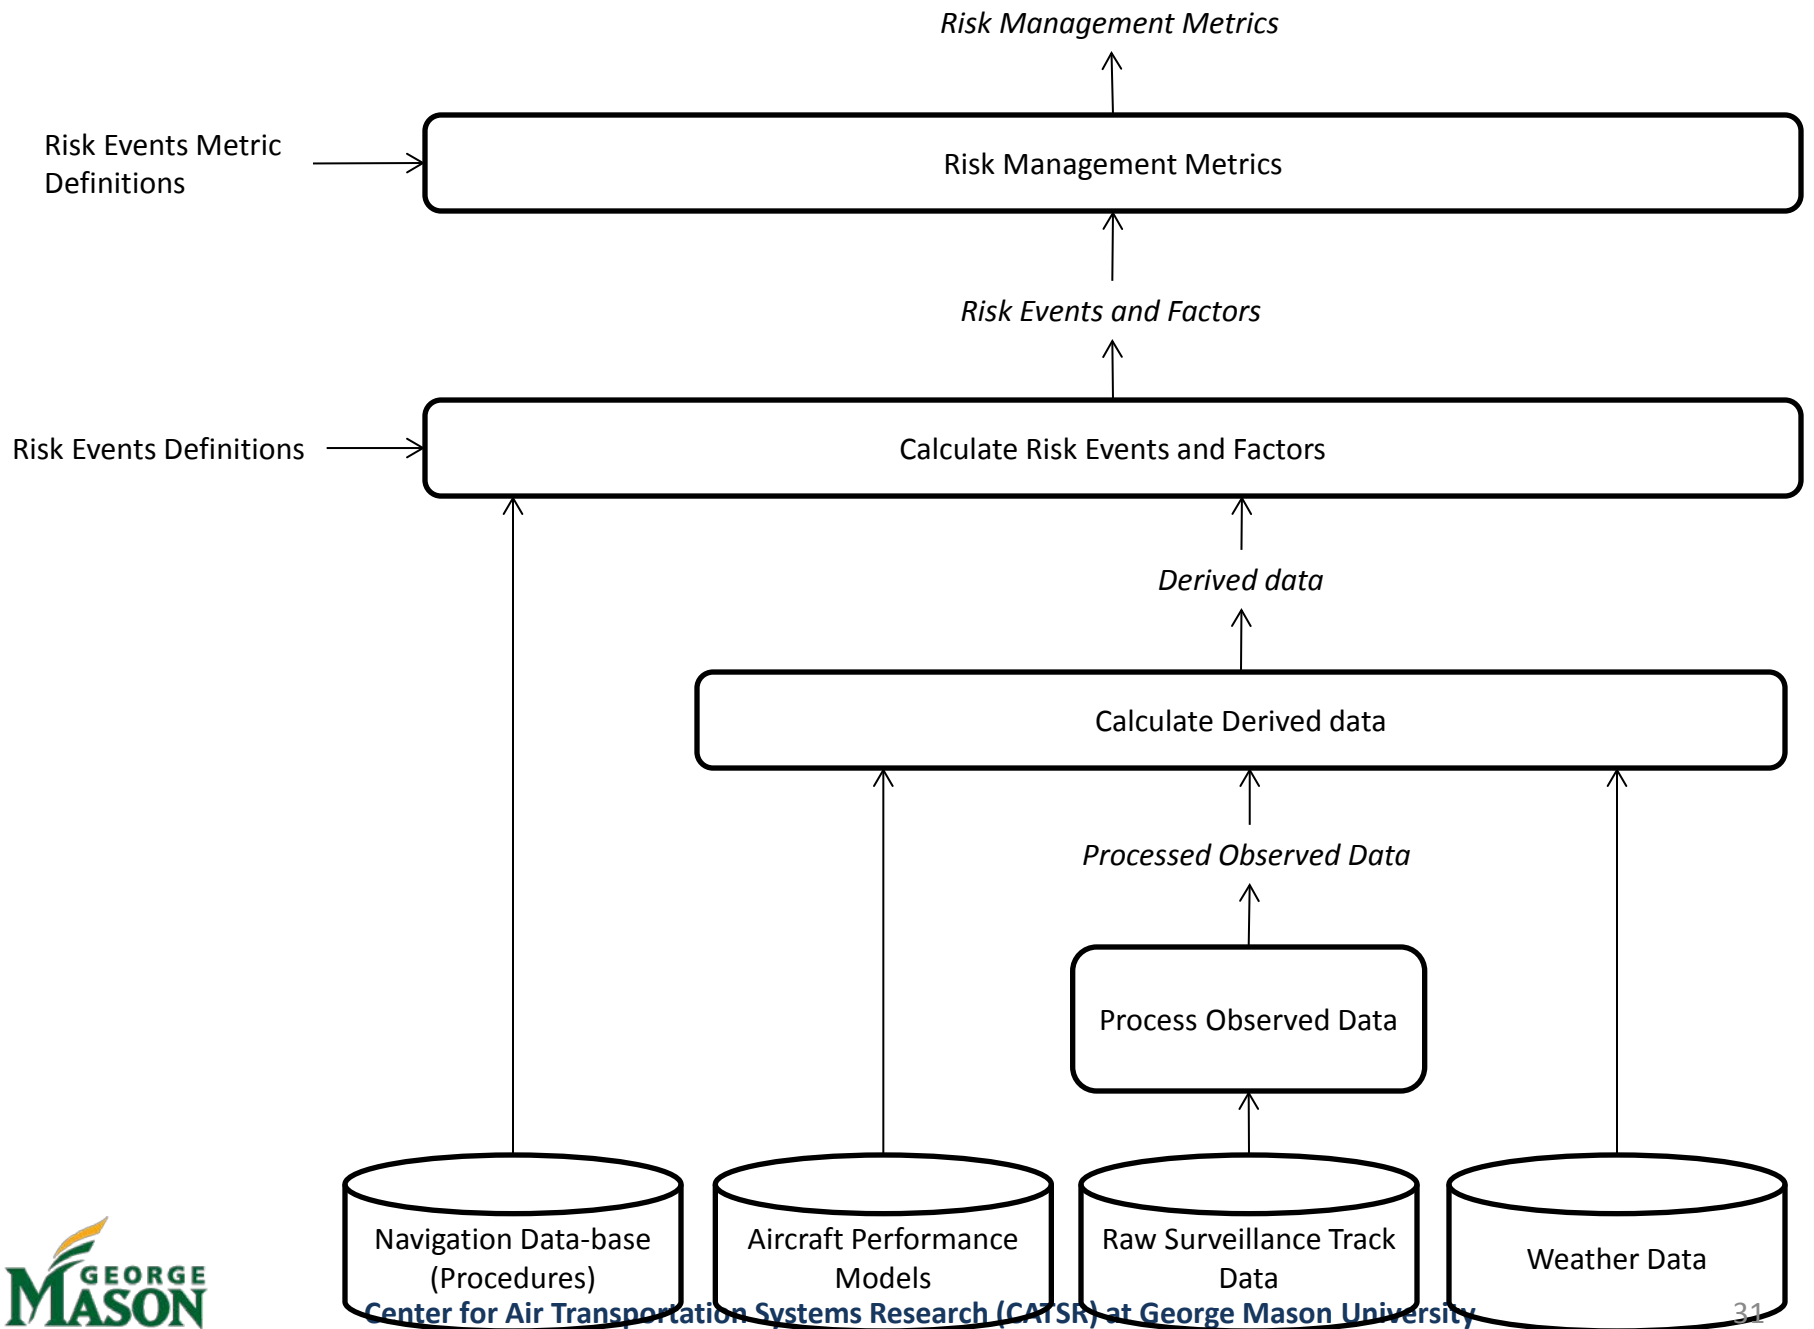 Risk Management Metrics
Risk Events Metric
Definitions
Risk Management Metrics
Risk Events and Factors
Risk Events Definitions
Calculate Risk Events and Factors
Derived data
Calculate Derived data
Processed Observed Data
Process Observed Data
Navigation Data-base
(Procedures)
Aircraft Performance
Models
Raw Surveillance Track
Data
Weather Data
GEORGE
MASON
Center for Air Transportation Systems Research (CATSR) at George Mason University
31